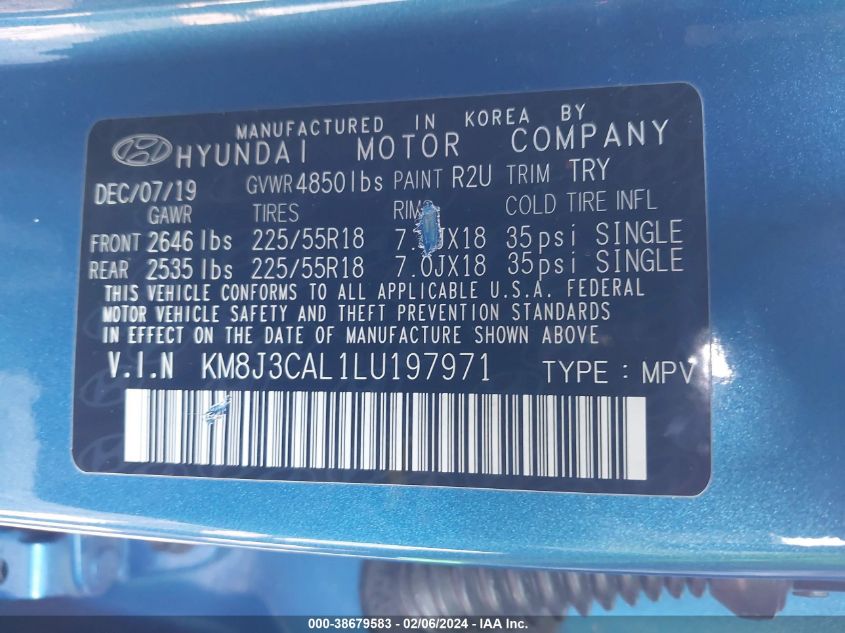 MANUFACTURED IN KOREA BY
HYUNDAI MOTOR COMPANY
DEC/07/19 GVWR 4850lbs PAINT R2U TRIM TRY
GAWR TIRES RIM COLD TIRE INFL
FRONT 2646 lbs 225/55R18 7. JX18 35psi SINGLE
REAR 2535 lbs 225/55R18 7.0JX18 35psi SINGLE
THIS VEHICLE CONFORMS TO ALL APPLICABLE U.S.A. FEDERAL
MOTOR VEHICLE SAFETY AND THEFT PREVENTION STANDARDS
IN EFFECT ON THE DATE OF MANUFACTURE SHOWN ABOVE
V.I.N KM8J3CAL1LU197971 TYPE : MPV
000-38679583 - 02/06/2024 - IAA Inc.